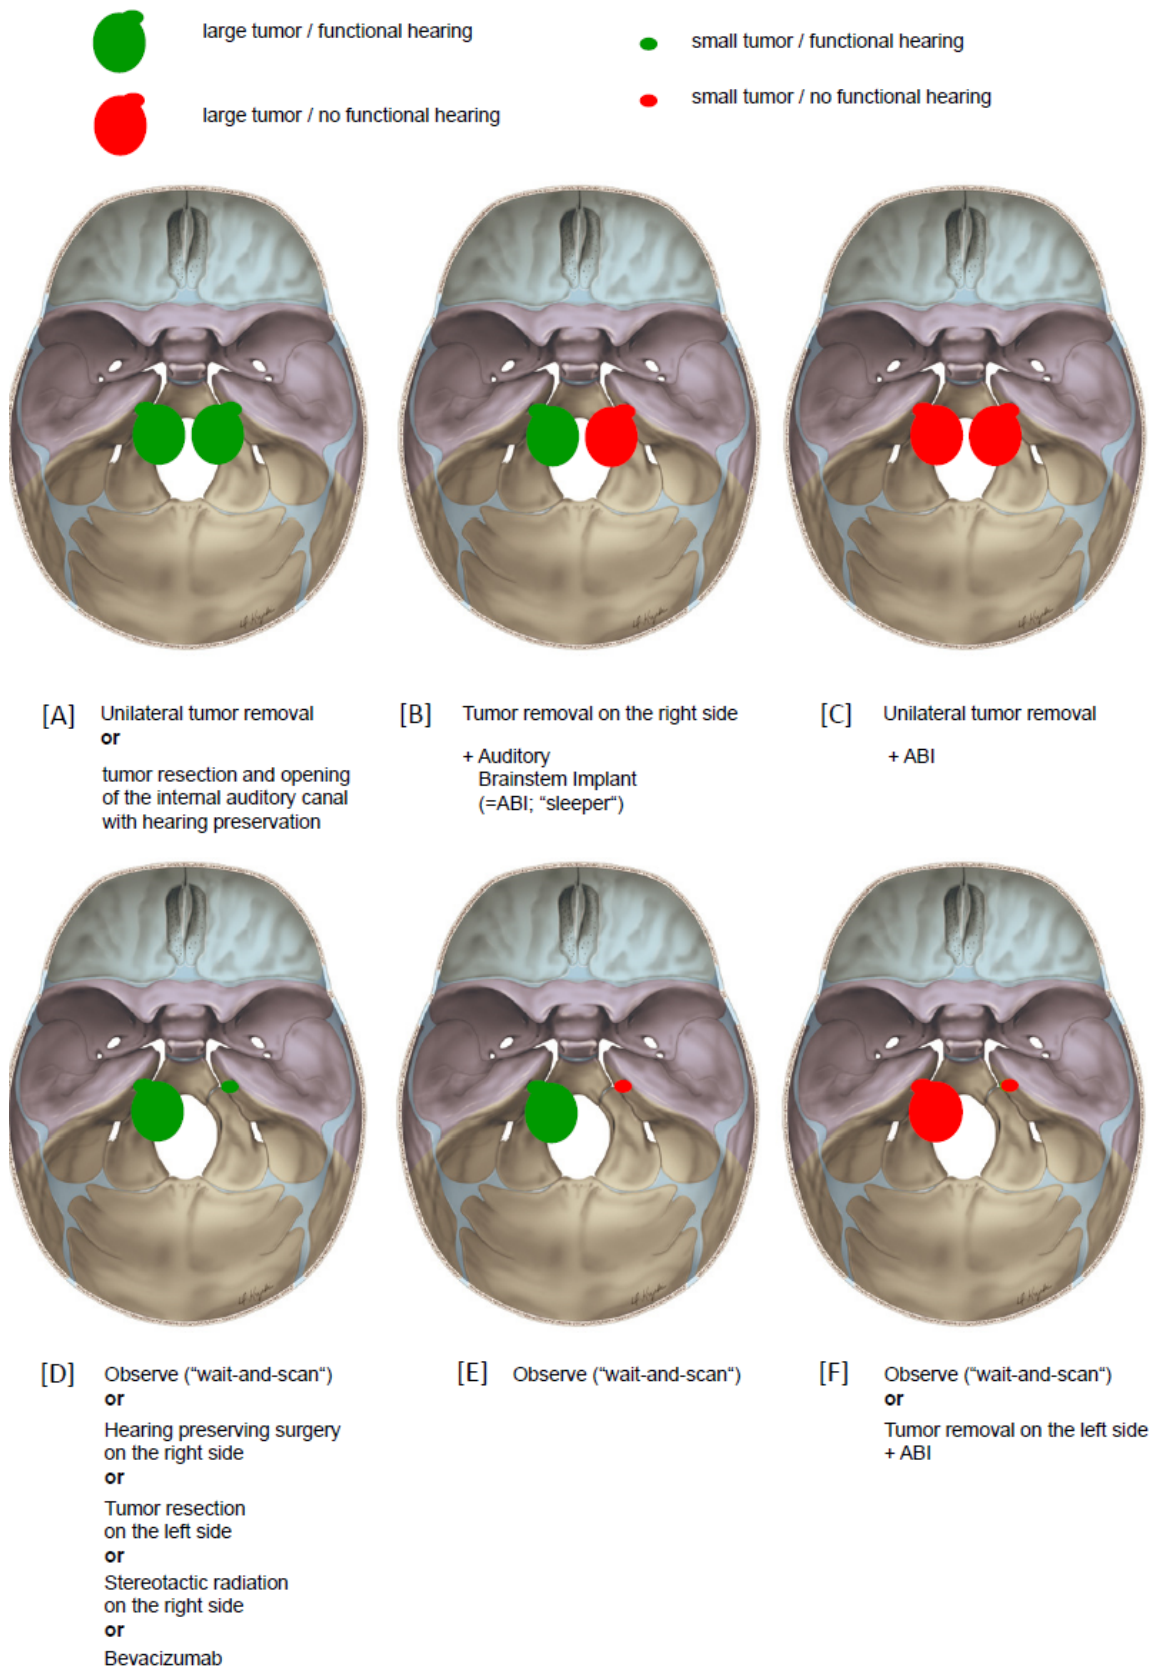 large tumor / functional hearing
small tumor / functional hearing
large tumor / no functional hearing
small tumor / no functional hearing
[A] Unilateral tumor removal
or
tumor resection and opening
of the internal auditory canal
with hearing preservation
[B] Tumor removal on the right side
+ Auditory
Brainstem Implant
(=ABI; “sleeper“)
[C] Unilateral tumor removal
+ ABI
[D] Observe (“wait-and-scan“)
or
Hearing preserving surgery
on the right side
or
Tumor resection
on the left side
or
Stereotactic radiation
on the right side
or
Bevacizumab
[E] Observe (“wait-and-scan“)
[F] Observe (“wait-and-scan“)
or
Tumor removal on the left side
+ ABI